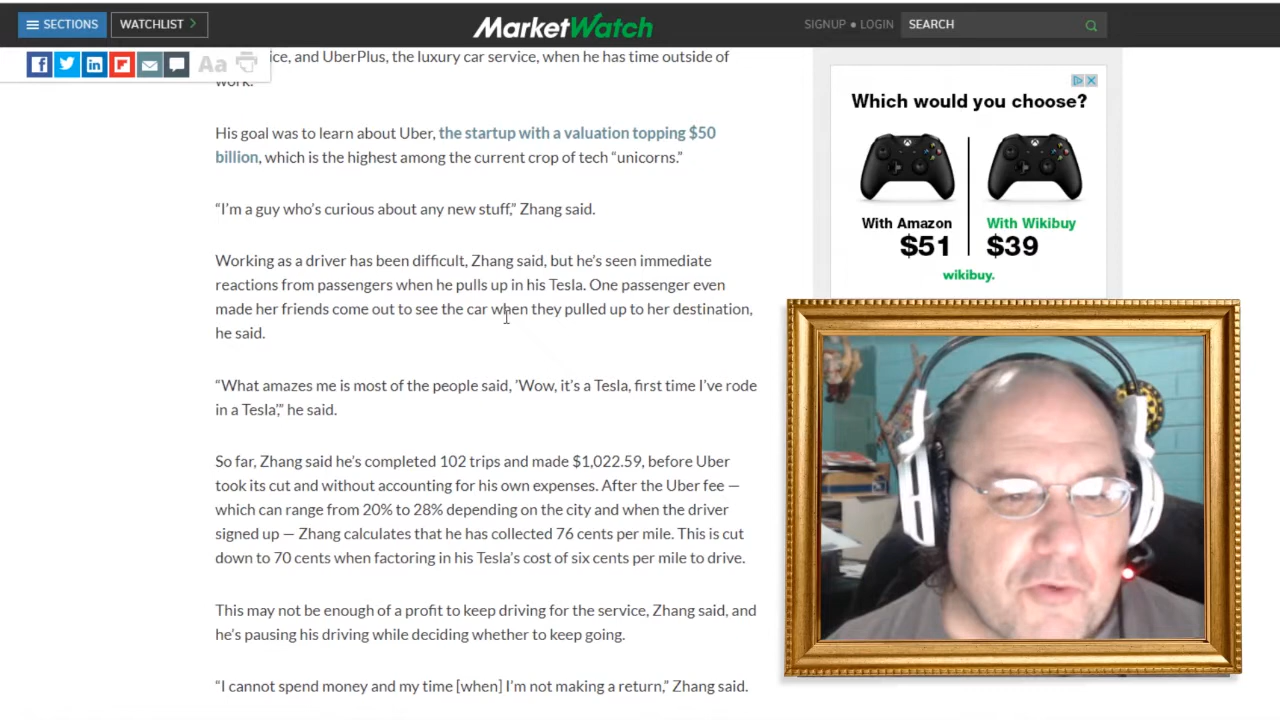 SECTIONS
WATCHLIST
MarketWatch
SIGNUP • LOGIN
SEARCH
Aa
ice, and UberPlus, the luxury car service, when he has time outside of
work.
His goal was to learn about Uber, the startup with a valuation topping $50
billion, which is the highest among the current crop of tech “unicorns.”
“I’m a guy who’s curious about any new stuff,” Zhang said.
Working as a driver has been difficult, Zhang said, but he’s seen immediate
reactions from passengers when he pulls up in his Tesla. One passenger even
made her friends come out to see the car when they pulled up to her destination,
he said.
“What amazes me is most of the people said, ’Wow, it’s a Tesla, first time I’ve rode
in a Tesla’,” he said.
So far, Zhang said he’s completed 102 trips and made $1,022.59, before Uber
took its cut and without accounting for his own expenses. After the Uber fee —
which can range from 20% to 28% depending on the city and when the driver
signed up — Zhang calculates that he has collected 76 cents per mile. This is cut
down to 70 cents when factoring in his Tesla’s cost of six cents per mile to drive.
This may not be enough of a profit to keep driving for the service, Zhang said, and
he’s pausing his driving while deciding whether to keep going.
“I cannot spend money and my time [when] I’m not making a return,” Zhang said.
Which would you choose?
With Amazon
$51
With Wikibuy
$39
wikibuy.